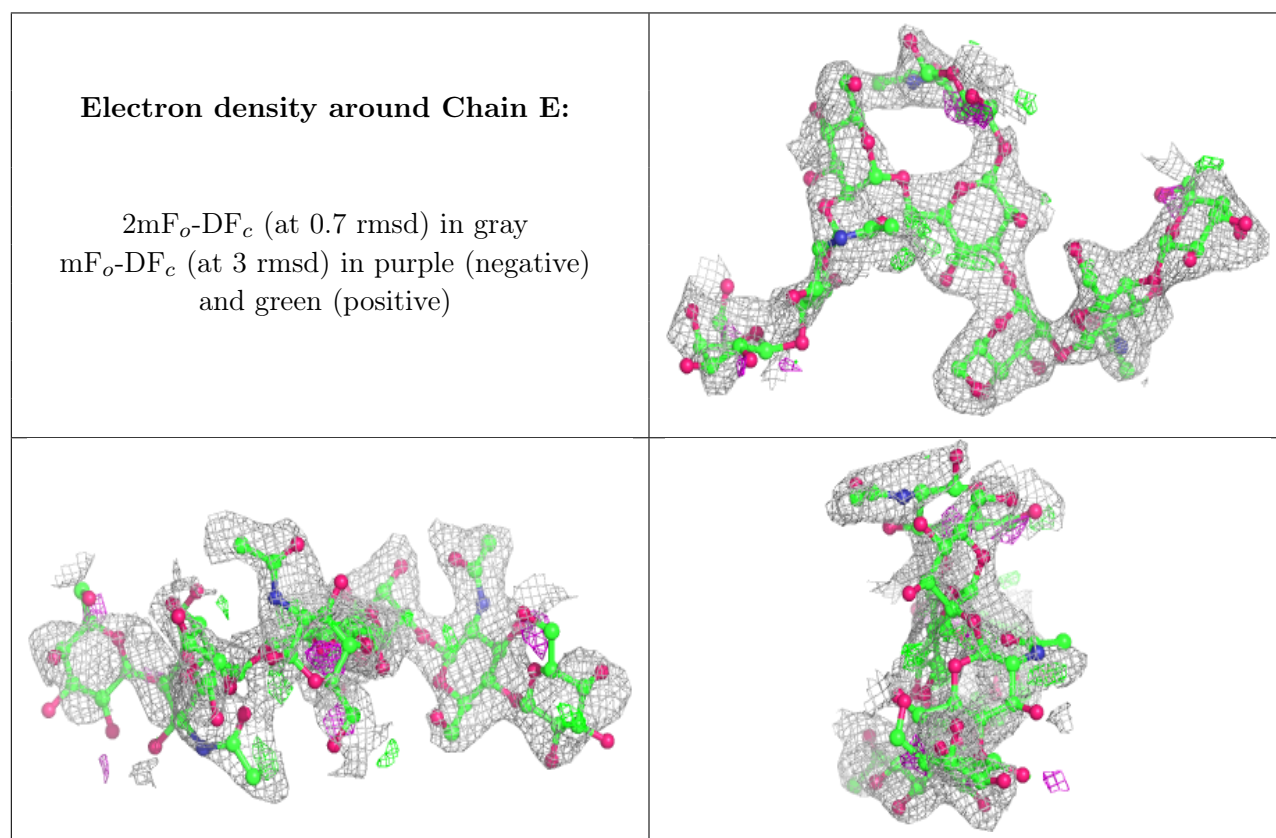 Electron density around Chain E:
2mFₒ-DF𝒸 (at 0.7 rmsd) in gray
mFₒ-DF𝒸 (at 3 rmsd) in purple (negative)
and green (positive)